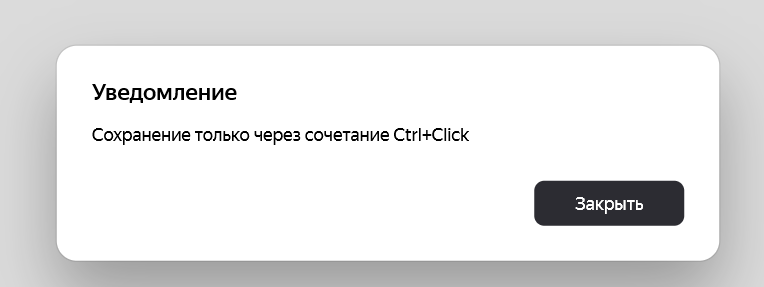 Уведомление
Сохранение только через сочетание Ctrl+Click
Закрыть